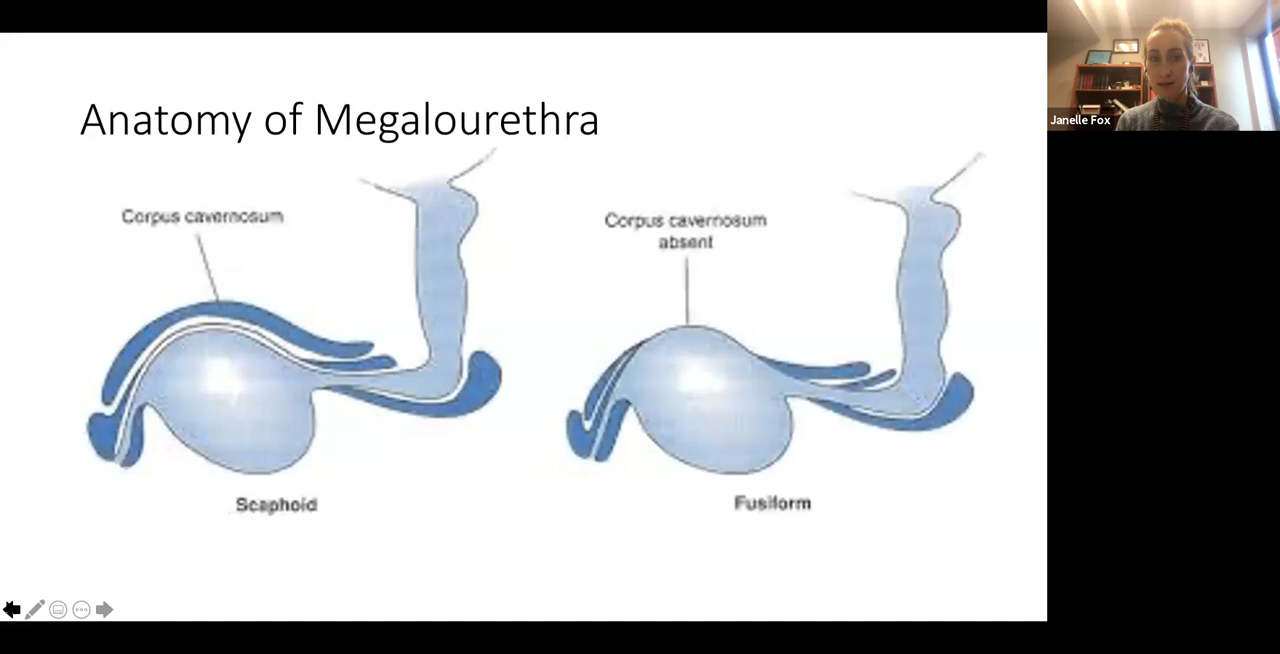 Anatomy of Megalourethra
Corpus cavernosum
Corpus cavernosum
absent
Scaphoid
Fusiform
Janelle Fox